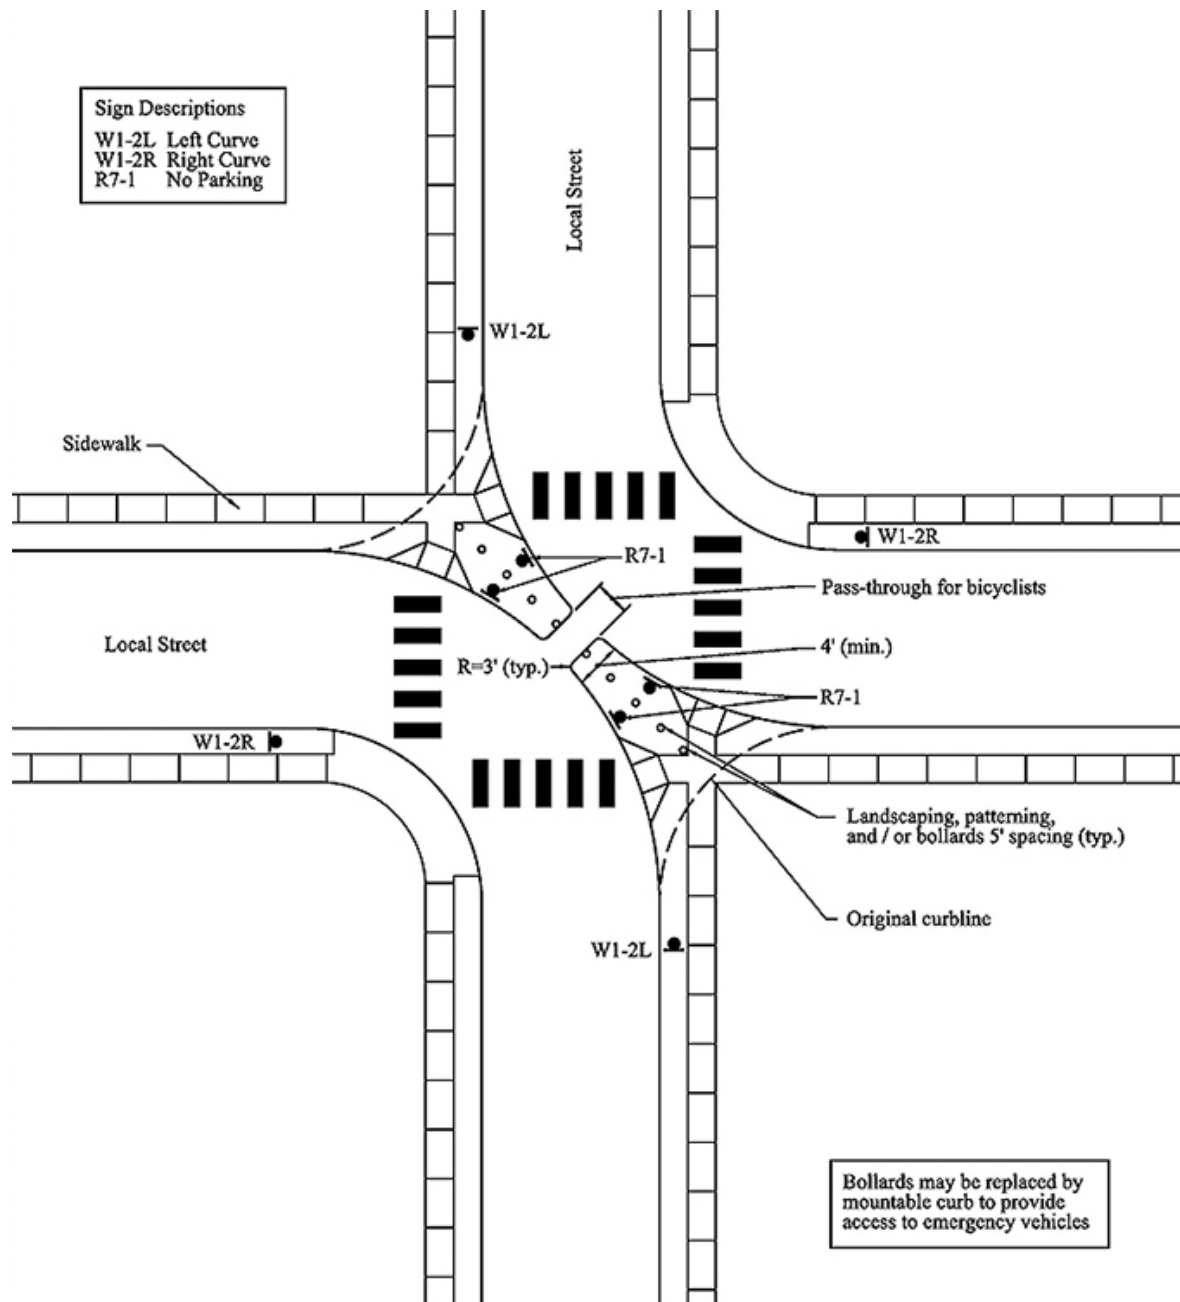 Sign Descriptions
W1-2L Left Curve
W1-2R Right Curve
R7-1 No Parking
Local Street
W1-2L
Sidewalk
W1-2R
R7-1
Pass-through for bicyclists
Local Street
4' (min.)
R=3' (typ.)
R7-1
W1-2R
Landscaping, patterning,
and / or bollards 5' spacing (typ.)
Original curbline
W1-2L
Bollards may be replaced by
mountable curb to provide
access to emergency vehicles